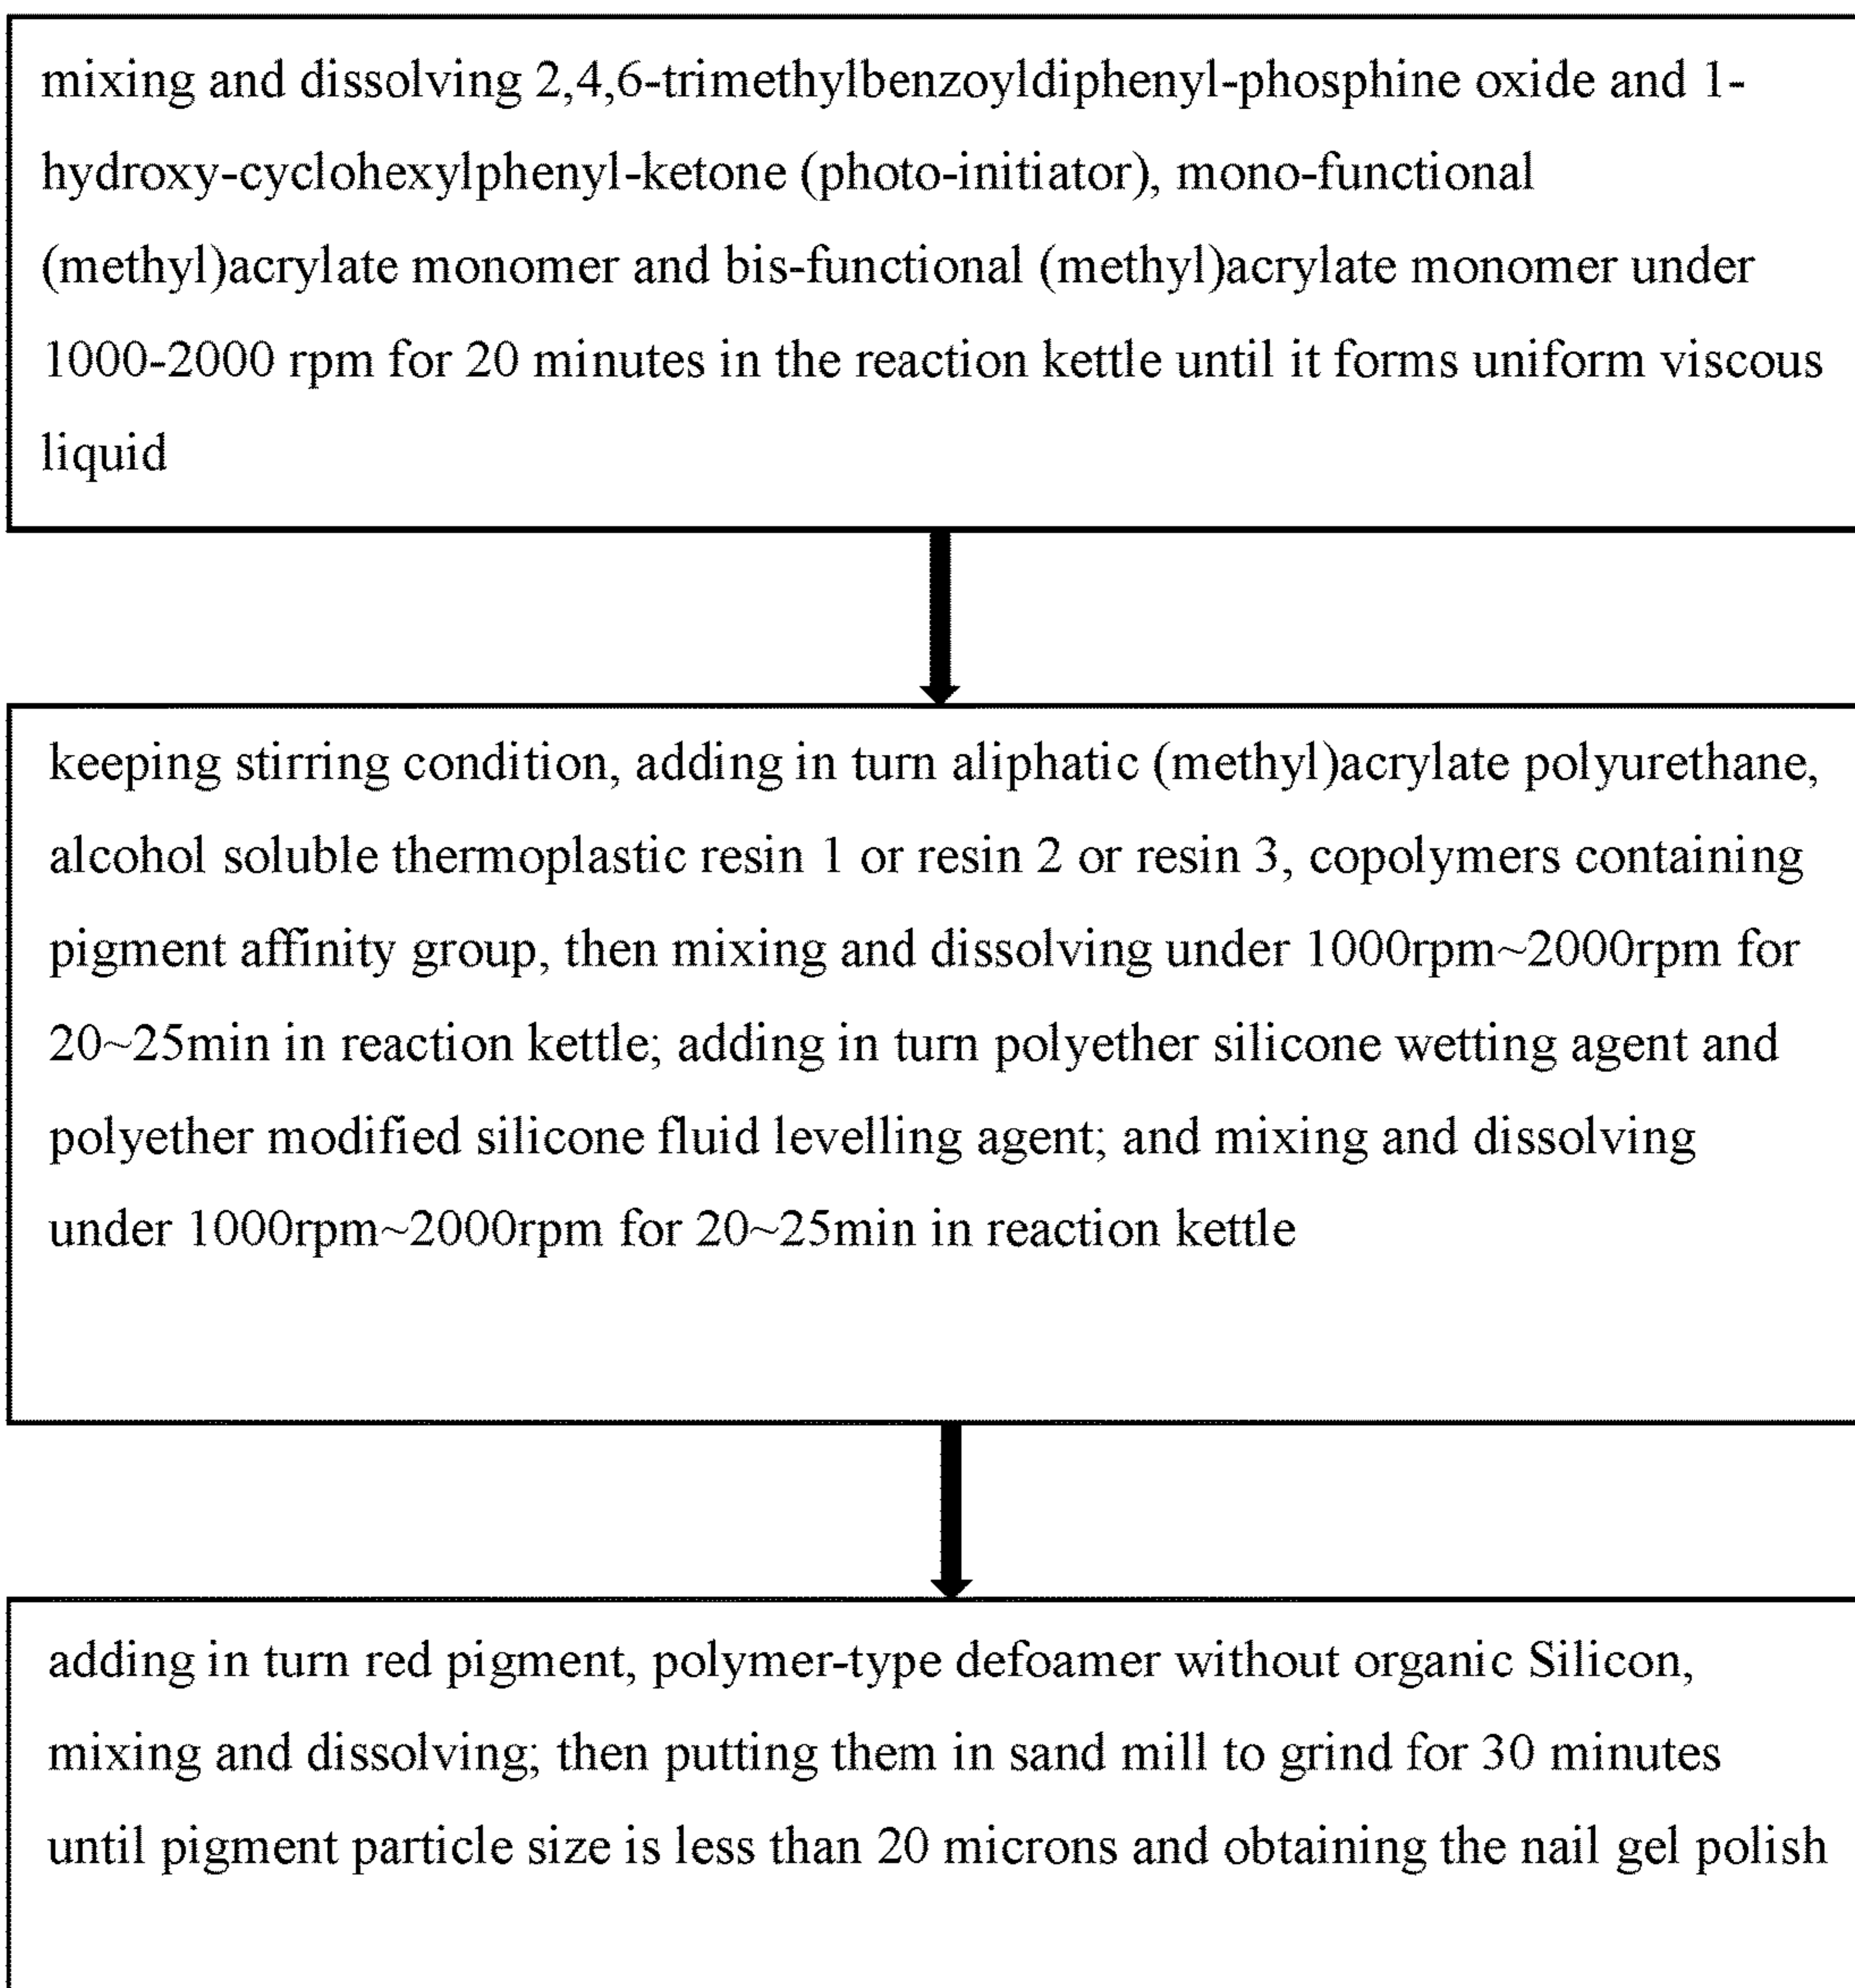 mixing and dissolving 2,4,6-trimethylbenzoyldiphenyl-phosphine oxide and 1-
hydroxy-cyclohexylphenyl-ketone (photo-initiator), mono-functional
(methyl)acrylate monomer and bis-functional (methyl)acrylate monomer under
1000-2000 rpm for 20 minutes in the reaction kettle until it forms uniform viscous
liquid
keeping stirring condition, adding in turn aliphatic (methyl)acrylate polyurethane,
alcohol soluble thermoplastic resin 1 or resin 2 or resin 3, copolymers containing
pigment affinity group, then mixing and dissolving under 1000rpm~2000rpm for
20~25min in reaction kettle; adding in turn polyether silicone wetting agent and
polyether modified silicone fluid levelling agent; and mixing and dissolving
under 1000rpm~2000rpm for 20~25min in reaction kettle
adding in turn red pigment, polymer-type defoamer without organic Silicon,
mixing and dissolving; then putting them in sand mill to grind for 30 minutes
until pigment particle size is less than 20 microns and obtaining the nail gel polish